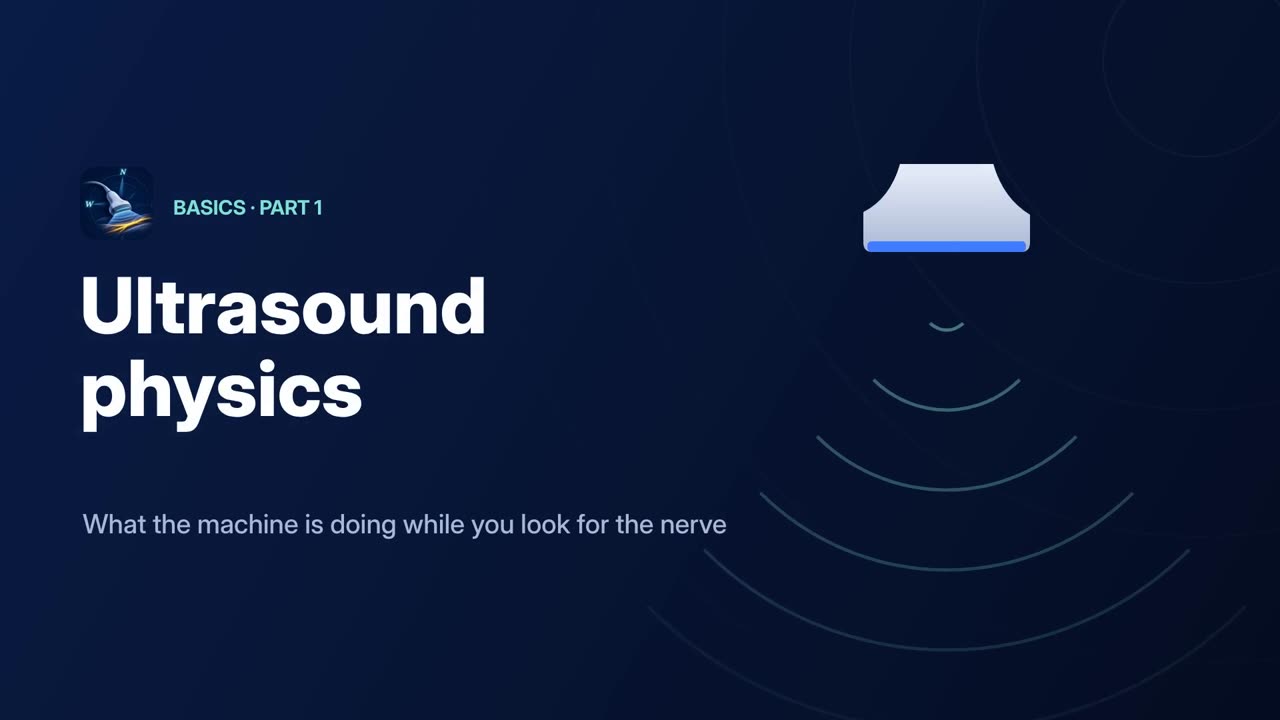 N
W
BASICS · PART 1
Ultrasound
physics
What the machine is doing while you look for the nerve